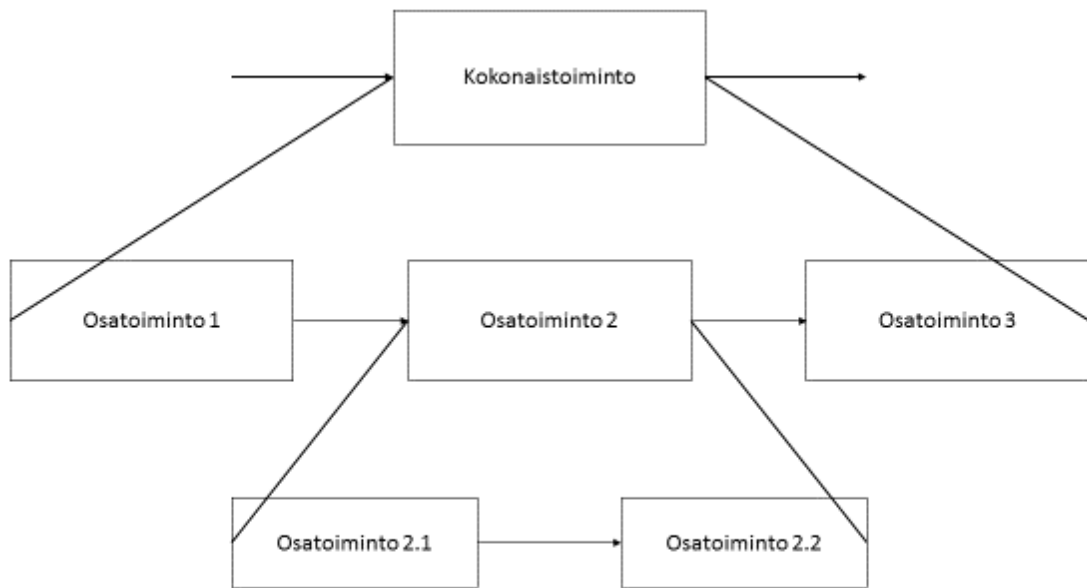 Kokonaistoiminto
Osatoiminto 1
Osatoiminto 2
Osatoiminto 3
Osatoiminto 2.1
Osatoiminto 2.2